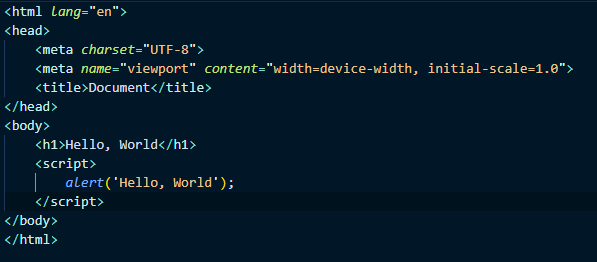 <html lang="en">
<head>
    <meta charset="UTF-8">
    <meta name="viewport" content="width=device-width, initial-scale=1.0">
    <title>Document</title>
</head>
<body>
    <h1>Hello, World</h1>
    <script>
        alert('Hello, World');
    </script>
</body>
</html>